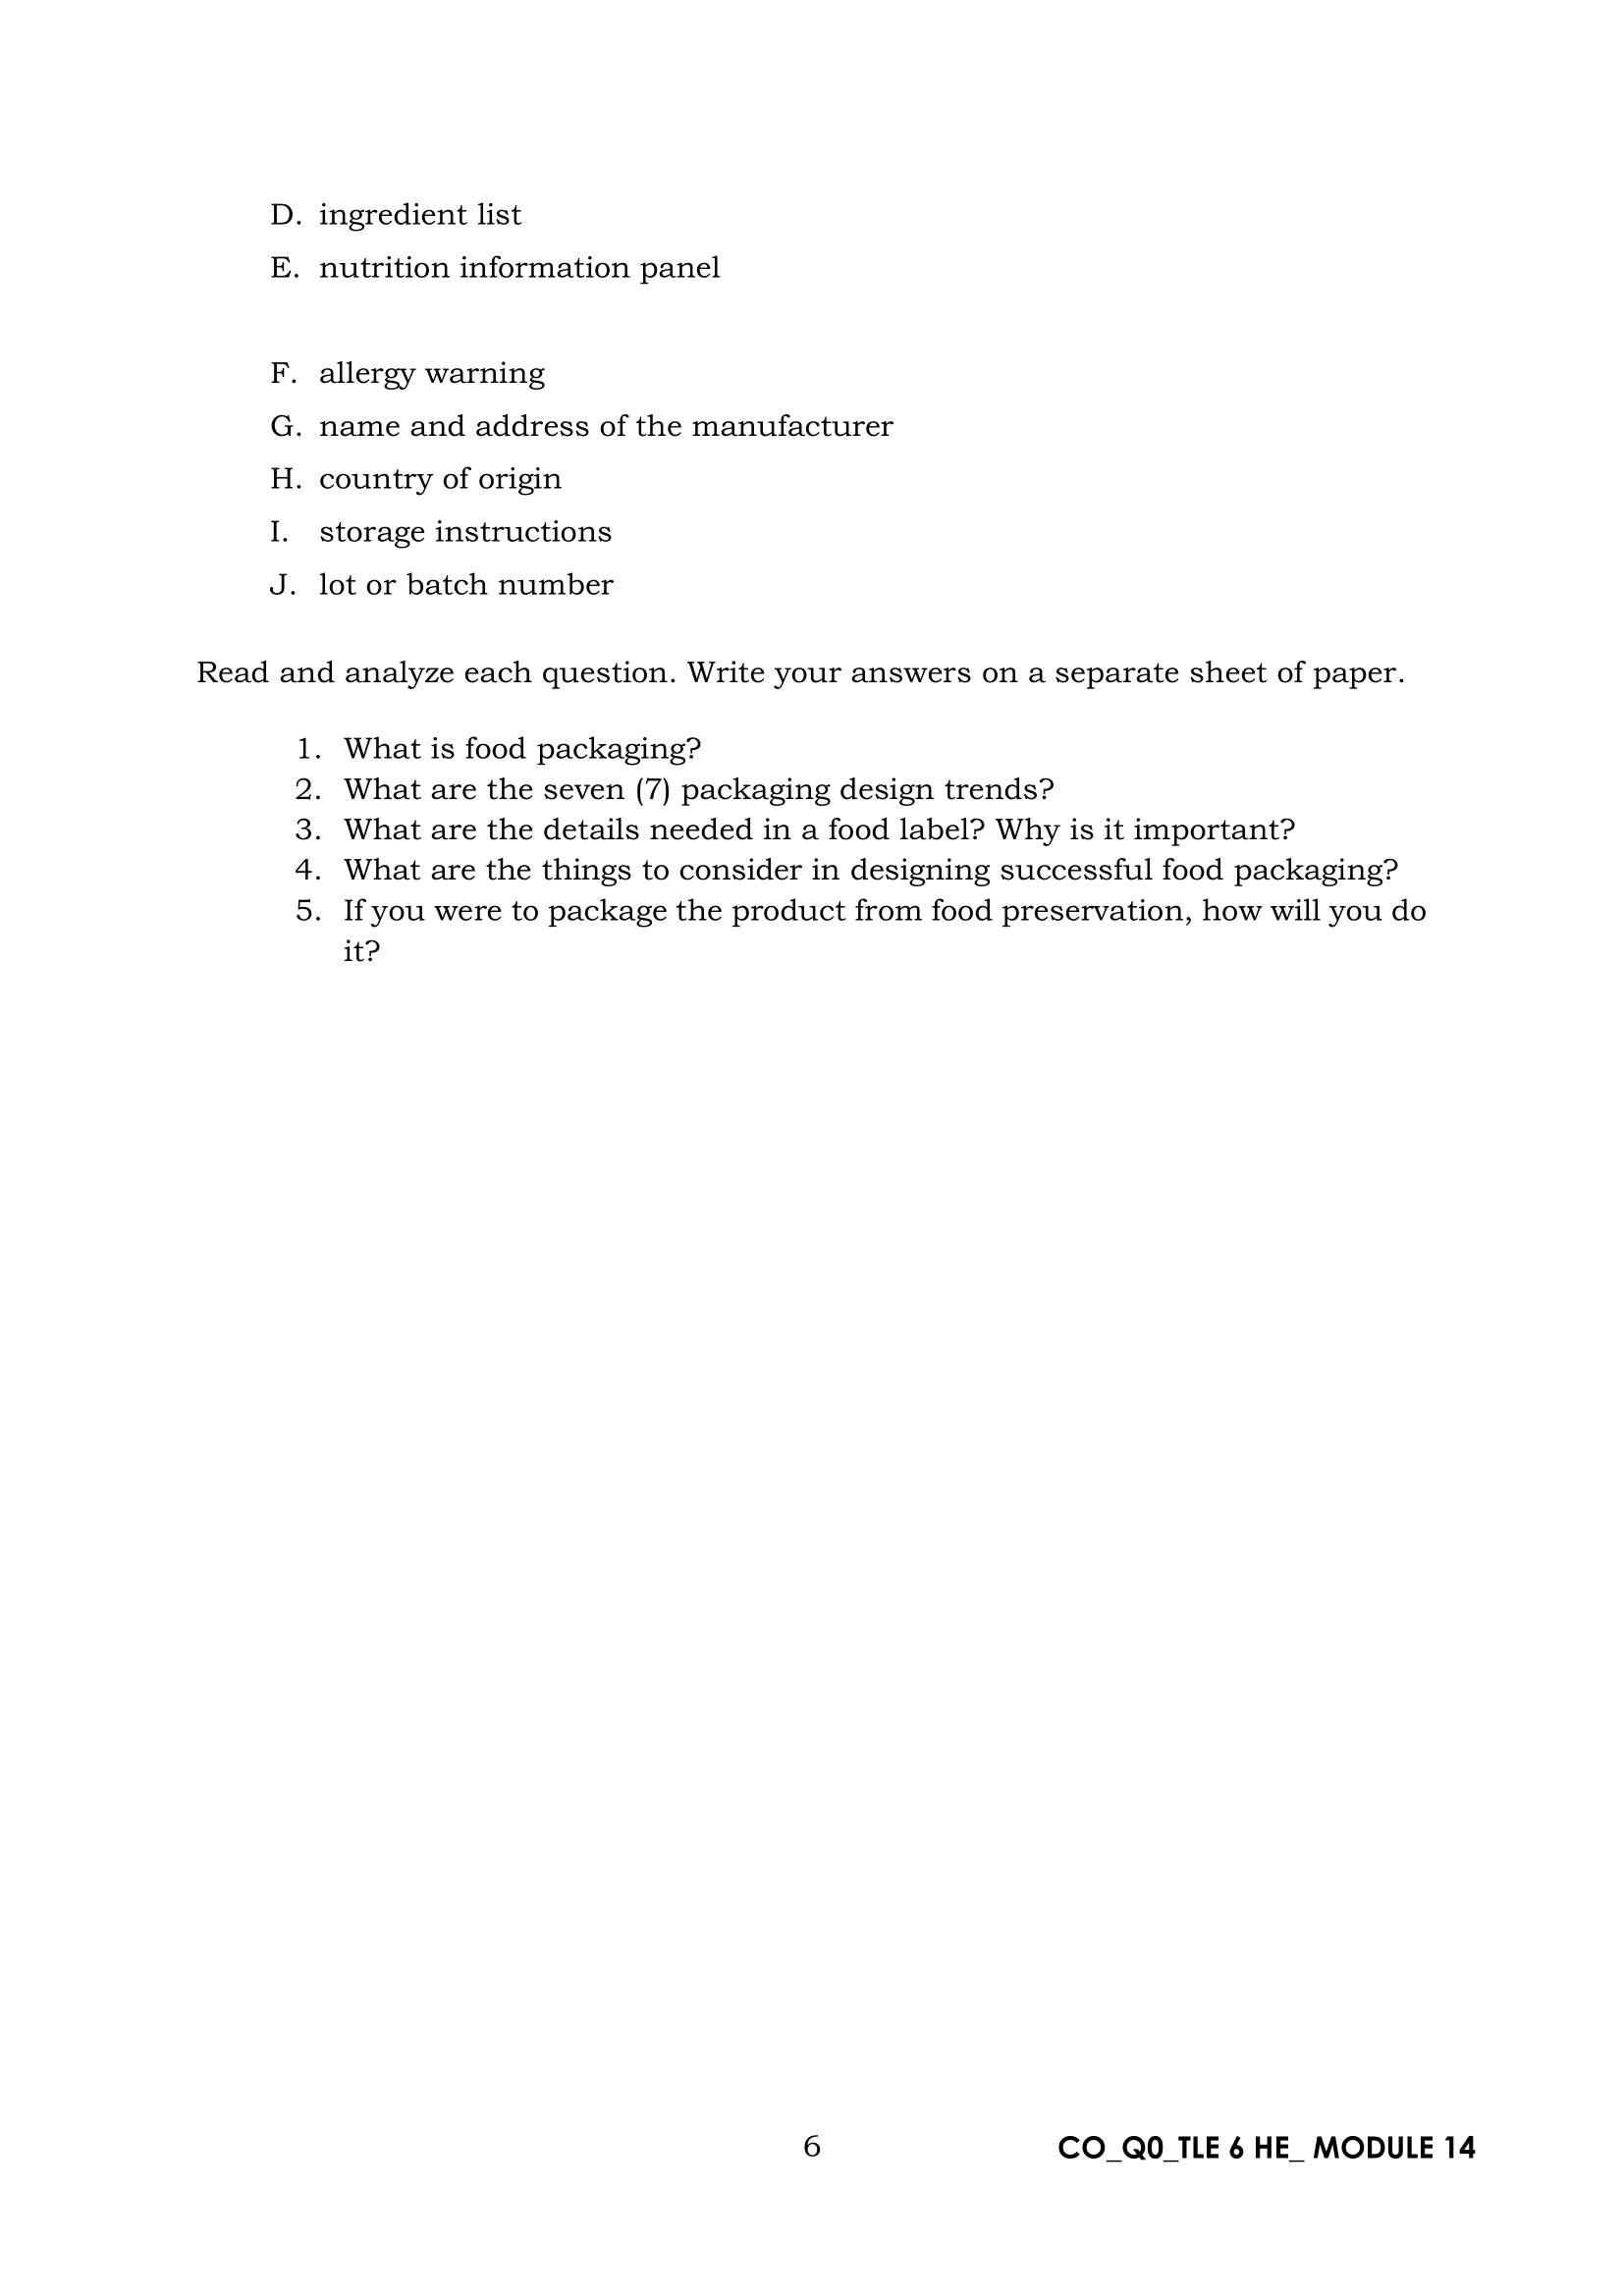 D. ingredient list
E. nutrition information panel
F. allergy warning
G. name and address of the manufacturer
H. country of origin
I. storage instructions
J. lot or batch number
Read and analyze each question. Write your answers on a separate sheet of paper.
1. What is food packaging?
2. What are the seven (7) packaging design trends?
3. What are the details needed in a food label? Why is it important?
4. What are the things to consider in designing successful food packaging?
5. If you were to package the product from food preservation, how will you do
it?
6 CO_Q0_TLE 6 HE_ MODULE 14